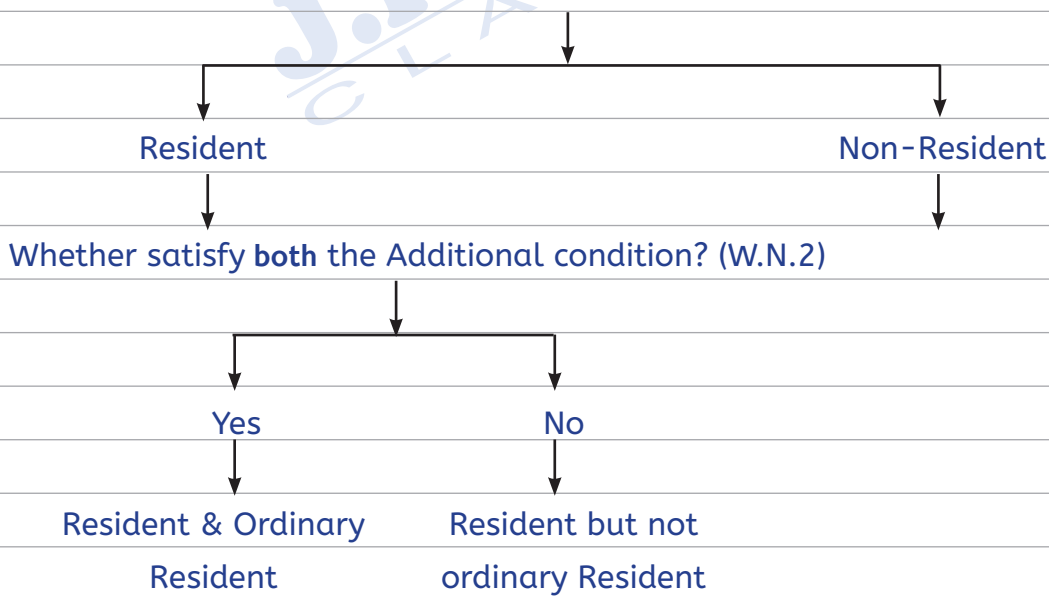 J.
CLA
Resident
Non-Resident
Whether satisfy both the Additional condition? (W.N.2)
Yes
No
Resident & Ordinary
Resident
Resident but not
ordinary Resident